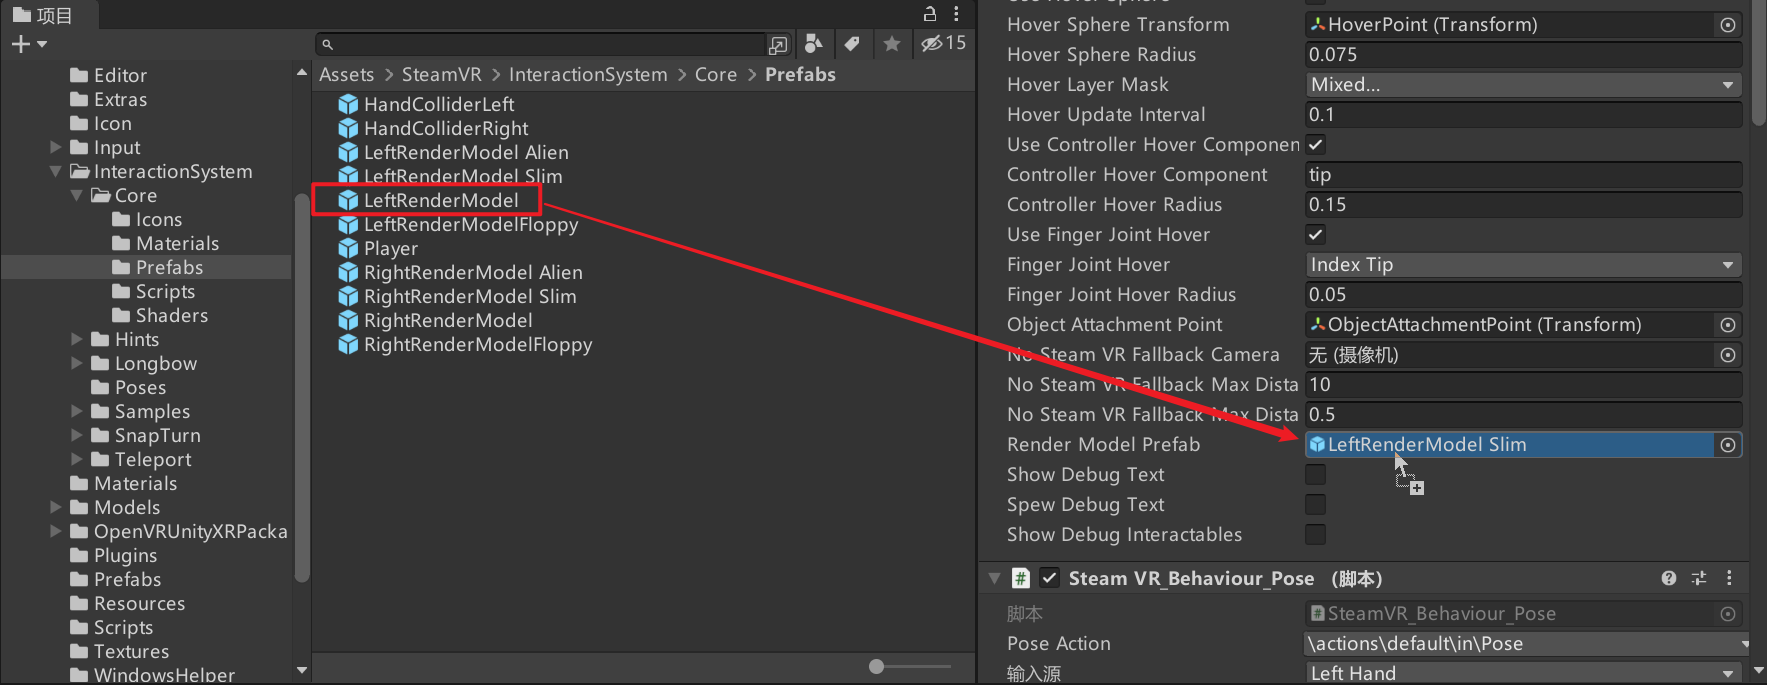 项目
15
Editor
Extras
Icon
Input
InteractionSystem
Core
Icons
Materials
Prefabs
Scripts
Shaders
Hints
Longbow
Poses
Samples
SnapTurn
Teleport
Materials
Models
OpenVRUnityXRPacka
Plugins
Prefabs
Resources
Scripts
Textures
WindowsHelper
Assets > SteamVR > InteractionSystem > Core > Prefabs
HandColliderLeft
HandColliderRight
LeftRenderModel Alien
LeftRenderModel Slim
LeftRenderModel
LeftRenderModelFloppy
Player
RightRenderModel Alien
RightRenderModel Slim
RightRenderModel
RightRenderModelFloppy
Use Hover Sphere
Hover Sphere Transform HoverPoint (Transform)
Hover Sphere Radius 0.075
Hover Layer Mask Mixed...
Hover Update Interval 0.1
Use Controller Hover Componen
Controller Hover Component tip
Controller Hover Radius 0.15
Use Finger Joint Hover
Finger Joint Hover Index Tip
Finger Joint Hover Radius 0.05
Object Attachment Point ObjectAttachmentPoint (Transform)
No Steam VR Fallback Camera 无 (摄像机)
No Steam VR Fallback Max Dista 10
No Steam VR Fallback Max Dista 0.5
Render Model Prefab LeftRenderModel Slim
Show Debug Text
Spew Debug Text
Show Debug Interactables
# Steam VR_Behaviour_Pose （脚本）
脚本 SteamVR_Behaviour_Pose
Pose Action \actions\default\in\Pose
输入源 Left Hand